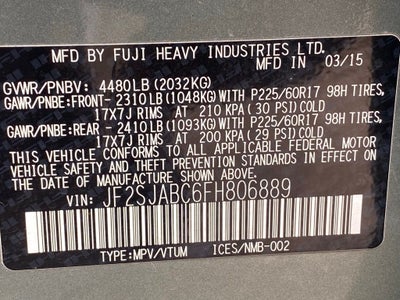 MFD BY FUJI HEAVY INDUSTRIES LTD. 03/15
GVWR/PNBV: 4480LB(2032KG)
GAWR/PNBE:FRONT- 2310LB(1048KG)WITH P225/60R17 98H TIRES,
17X7J RIMS AT 210 KPA (30 PSI) COLD
GAWR/PNBE:REAR - 2410LB(1093KG)WITH P225/60R17 98H TIRES,
17X7J RIMS AT 200 KPA (29 PSI) COLD
THIS VEHICLE CONFORMS TO ALL APPLICABLE FEDERAL MOTOR
VEHICLE SAFETY AND THEFT PREVENTION STANDARDS
IN EFFECT ON THE DATE OF MANUFACTURE SHOWN ABOVE.
VIN: JF2SJABC6FH806889
TYPE:MPV/VTUM ICES/NMB-002